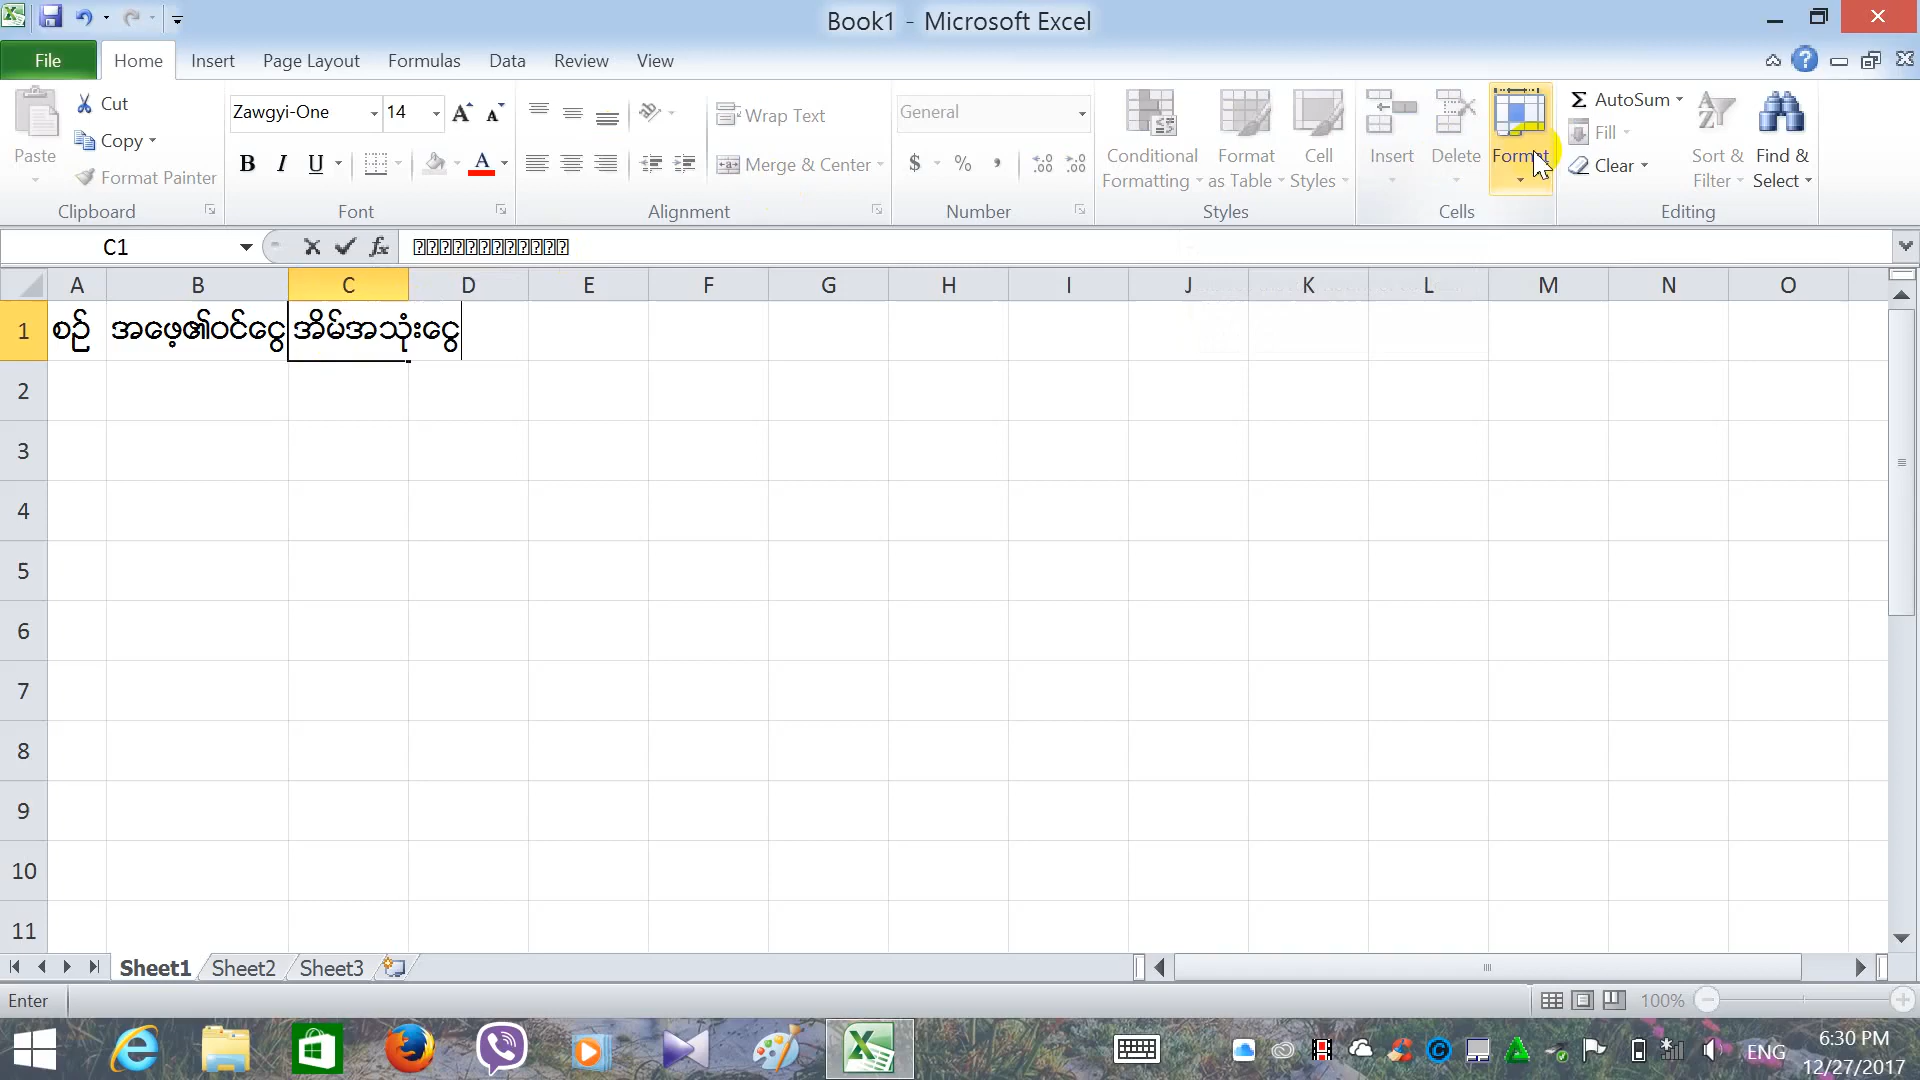 Book1 - Microsoft Excel
File Home Insert Page Layout Formulas Data Review View
Paste
Cut
Copy
Format Painter
Clipboard
Zawgyi-One 14
B I U A
Font
Wrap Text
Merge & Center
Alignment
General
$ % ,
Number
Conditional Formatting
Format as Table
Cell Styles
Styles
Insert
Delete
Format
Cells
Σ AutoSum
Fill
Clear
Sort & Filter
Find & Select
Editing
C1 fx
A B C D E F G H I J K L M N O
1 စဉ် အဖေ့၏ဝင်ငွေ အိမ်အသုံးငွေ
2
3
4
5
6
7
8
9
10
11
Sheet1 Sheet2 Sheet3
Enter 100%
ENG
6:30 PM
12/27/2017